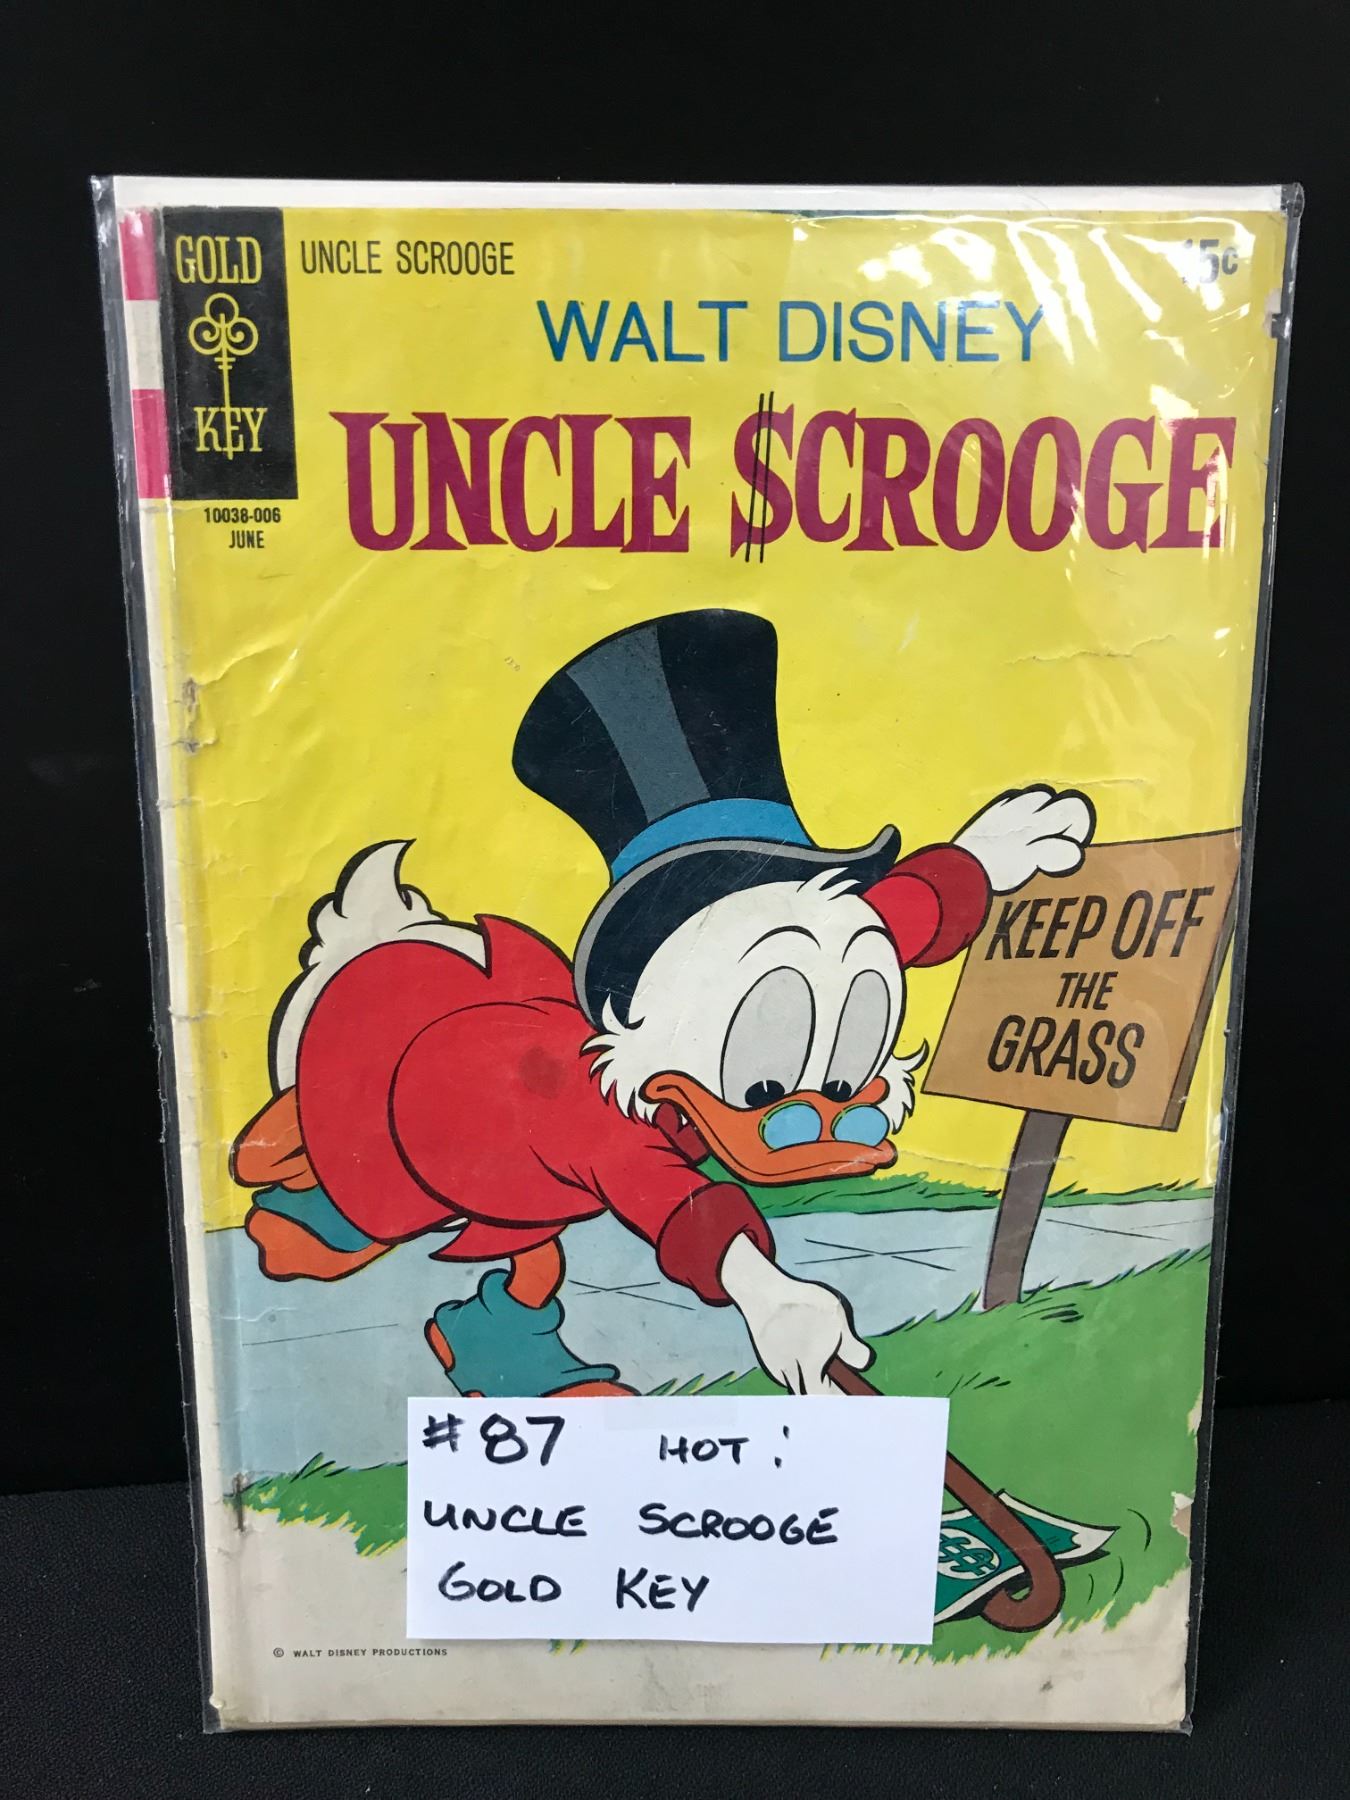 GOLD
KEY
UNCLE SCROOGE
15¢
WALT DISNEY
UNCLE $CROOGE
10038-006
JUNE
KEEP OFF
THE
GRASS
#87 HOT!
UNCLE SCROOGE
GOLD KEY
© WALT DISNEY PRODUCTIONS